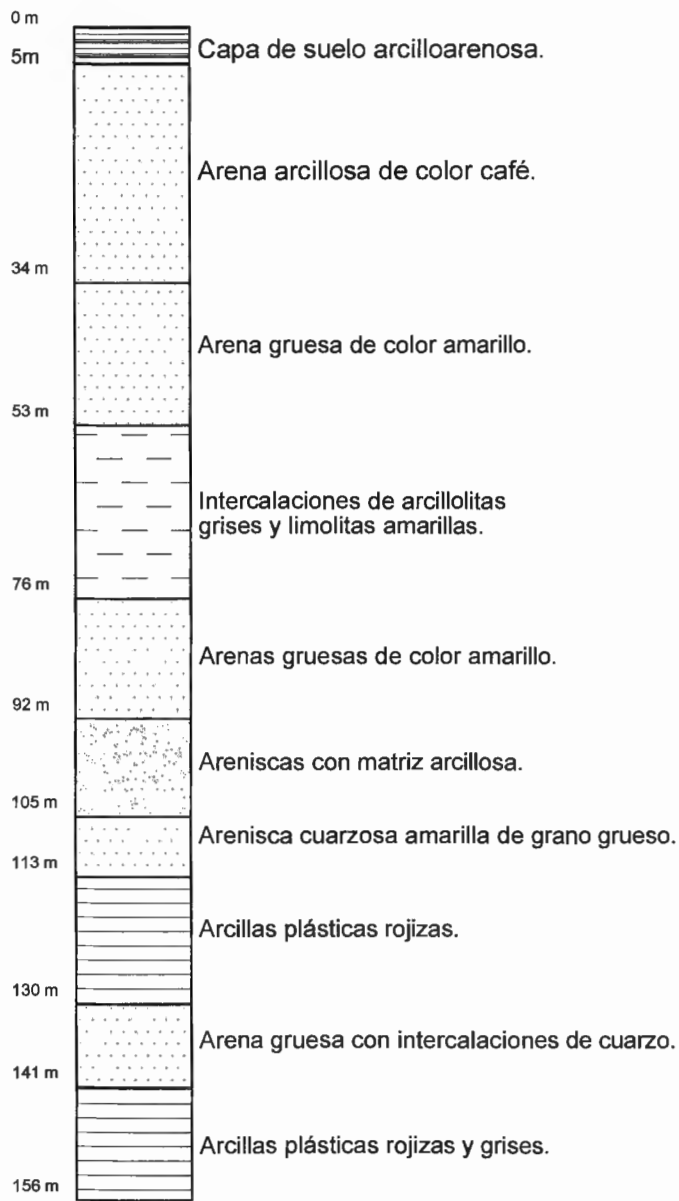 0 m
Capa de suelo arcilloarenosa.
5m
Arena arcillosa de color café.
34 m
Arena gruesa de color amarillo.
53 m
Intercalaciones de arcillolitas
grises y limolitas amarillas.
76 m
Arenas gruesas de color amarillo.
92 m
Areniscas con matriz arcillosa.
105 m
Arenisca cuarzosa amarilla de grano grueso.
113 m
Arcillas plásticas rojizas.
130 m
Arena gruesa con intercalaciones de cuarzo.
141 m
Arcillas plásticas rojizas y grises.
156 m